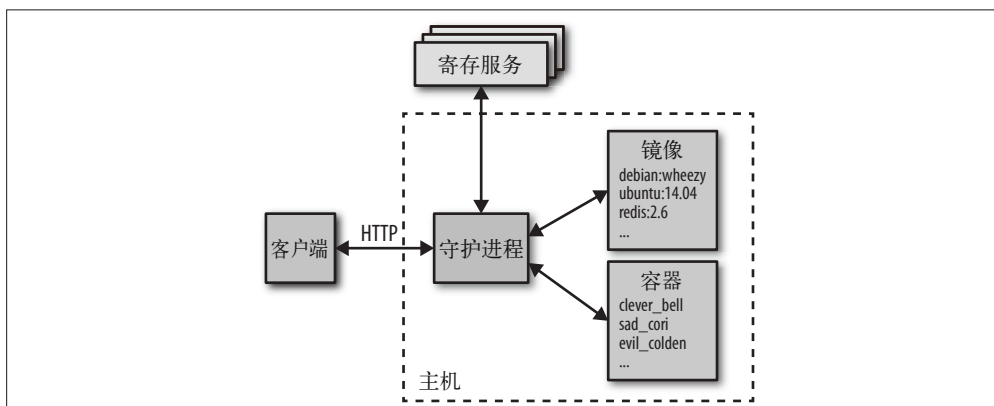 寄存服务
镜像
debian:wheezy
ubuntu:14.04
redis:2.6
...
客户端
HTTP
守护进程
容器
clever_bell
sad_cori
evil_colden
...
主机